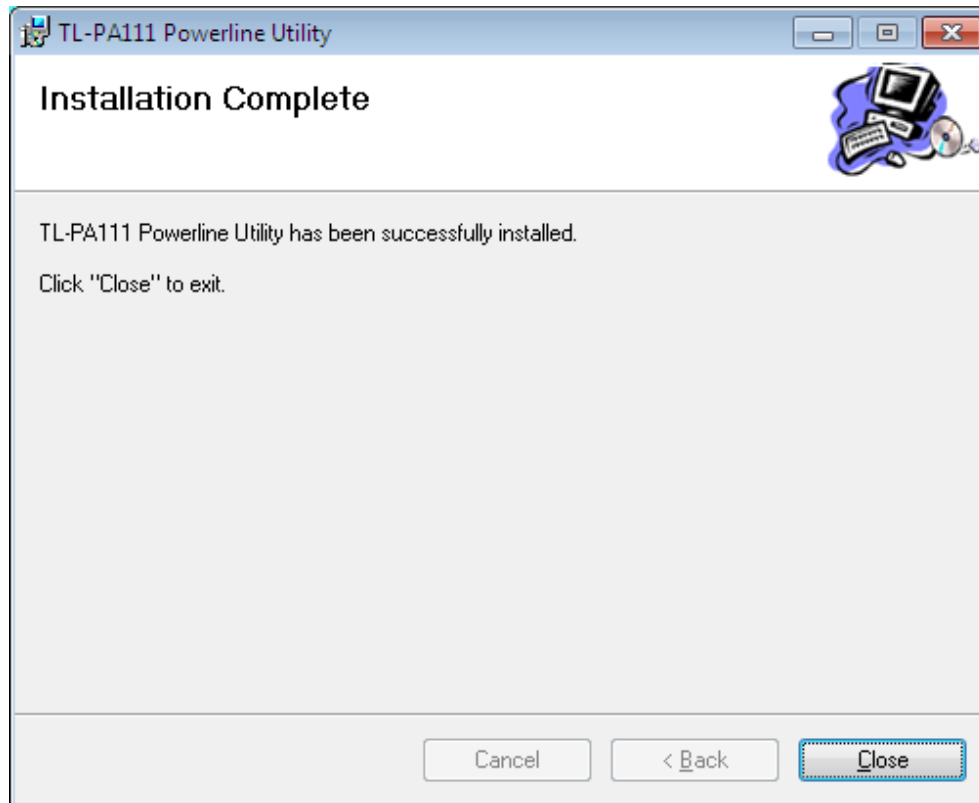 TL-PA111 Powerline Utility
Installation Complete
TL-PA111 Powerline Utility has been successfully installed.
Click "Close" to exit.
Cancel < Back Close